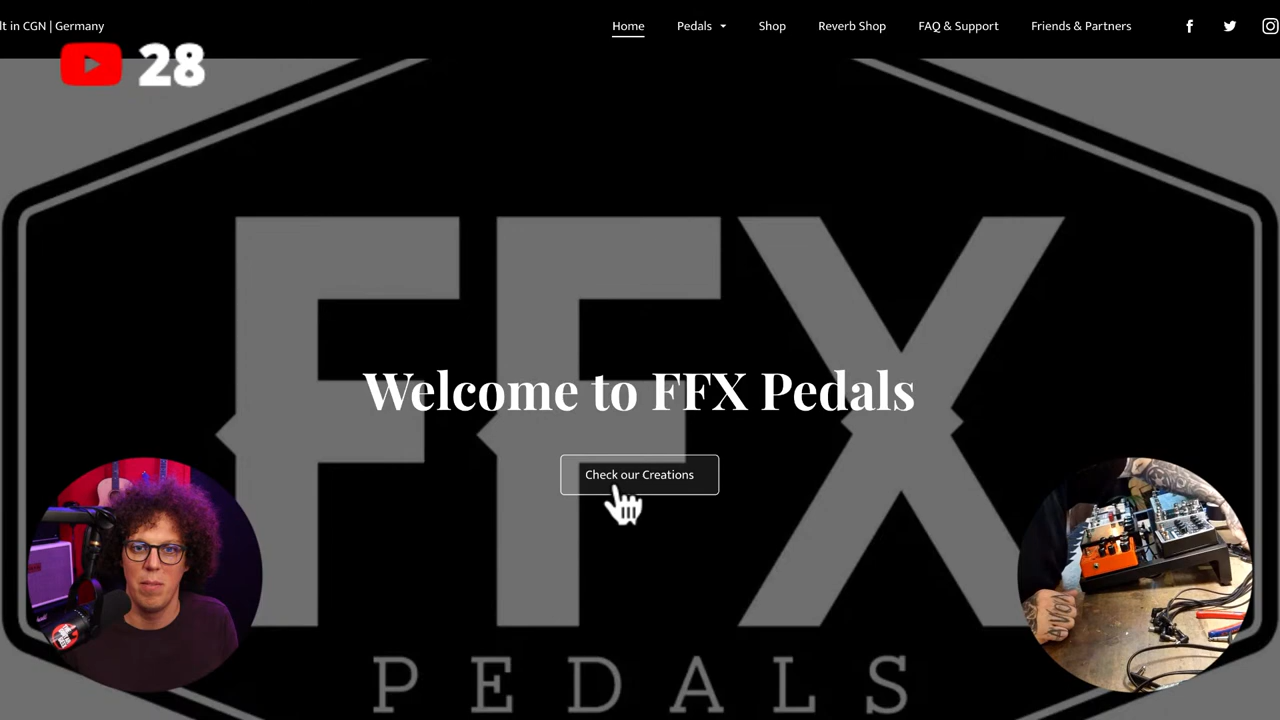 lt in CGN | Germany
Home
Pedals
Shop
Reverb Shop
FAQ & Support
Friends & Partners
28
FFX
Welcome to FFX Pedals
Check our Creations
PEDALS